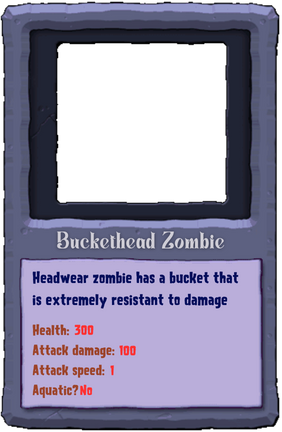 Buckethead Zombie
Headwear zombie has a bucket that
is extremely resistant to damage
Health: 300
Attack damage: 100
Attack speed: 1
Aquatic?No